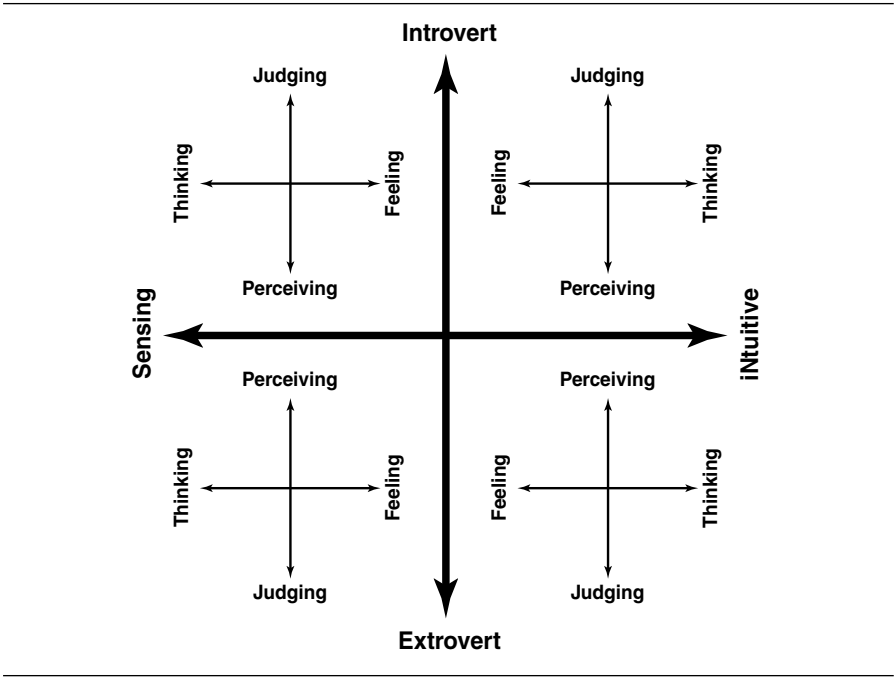 Introvert
Judging
Judging
Thinking
Feeling
Feeling
Thinking
Perceiving
Perceiving
Sensing
iNtuitive
Perceiving
Perceiving
Thinking
Feeling
Feeling
Thinking
Judging
Judging
Extrovert